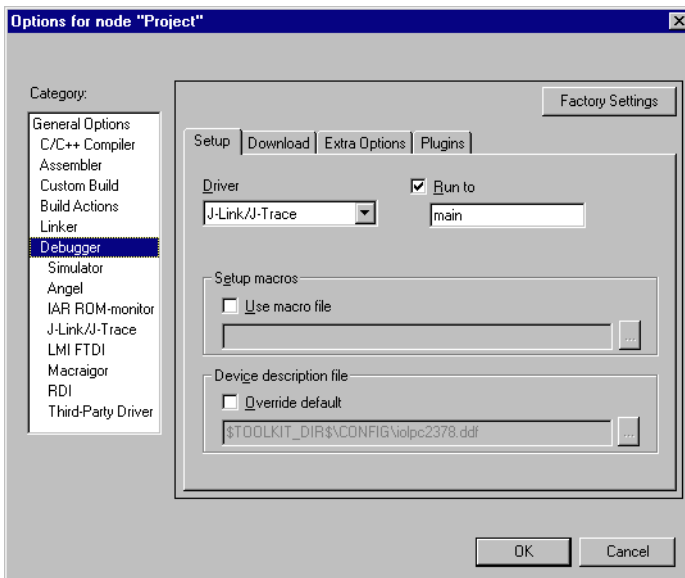 Options for node "Project"
Category:
Factory Settings
General Options
C/C++ Compiler
Assembler
Custom Build
Build Actions
Linker
Debugger
Simulator
Angel
IAR ROM-monitor
J-Link/J-Trace
LMI FTDI
Macraigor
RDI
Third-Party Driver
Setup Download Extra Options Plugins
Driver Run to
J-Link/J-Trace main
Setup macros
Use macro file
...
Device description file
Override default
$TOOLKIT_DIR$\CONFIG\iolpc2378.ddf ...
OK Cancel